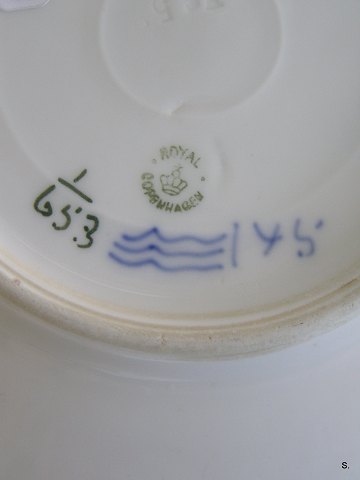 ROYAL
COPENHAGEN
1
653
145
S.